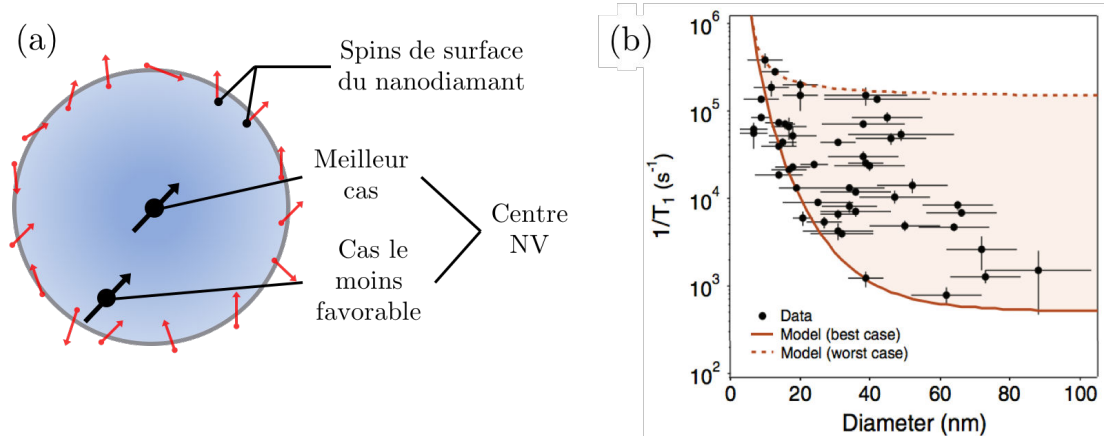 (a)
Spins de surface
du nanodiamant
Meilleur
cas
Centre
NV
Cas le
moins
favorable
(b)
10^6
10^5
10^4
10^3
10^2
1/T₁ (s⁻¹)
Data
Model (best case)
Model (worst case)
0 20 40 60 80 100
Diameter (nm)